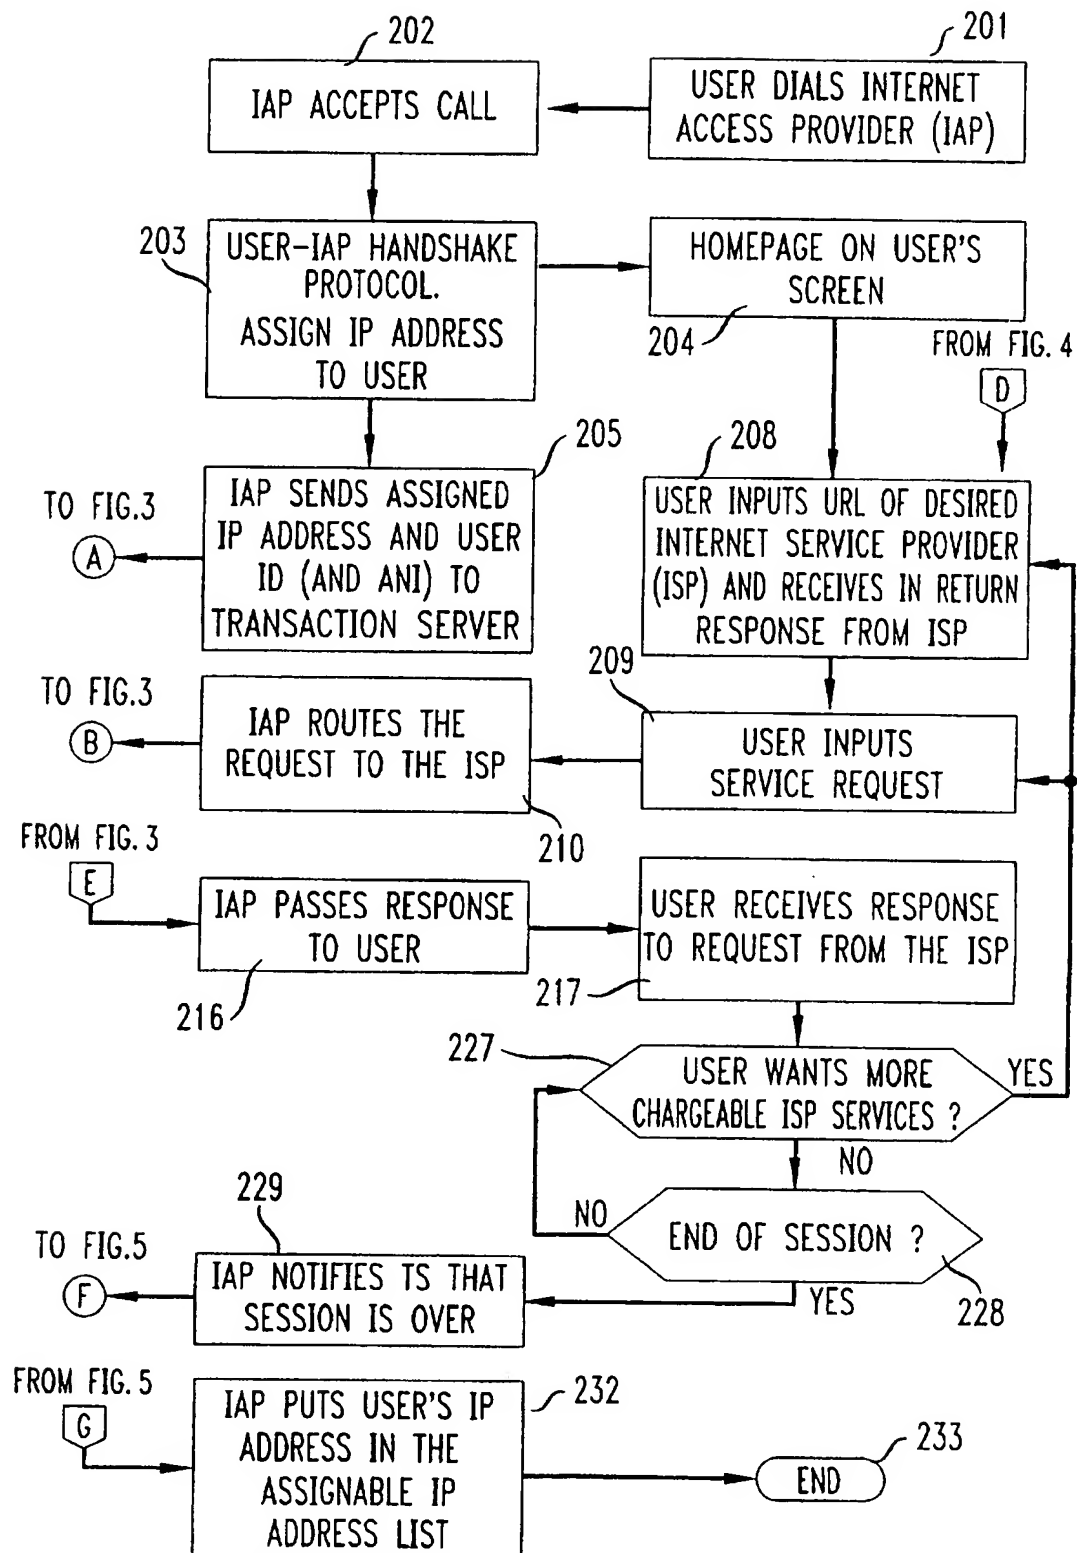 202
201
IAP ACCEPTS CALL
USER DIALS INTERNET
ACCESS PROVIDER (IAP)
203
USER-IAP HANDSHAKE
PROTOCOL.
ASSIGN IP ADDRESS
TO USER
HOMEPAGE ON USER'S
SCREEN
204
FROM FIG. 4
D
205
208
TO FIG.3
A
IAP SENDS ASSIGNED
IP ADDRESS AND USER
ID (AND ANI) TO
TRANSACTION SERVER
USER INPUTS URL OF DESIRED
INTERNET SERVICE PROVIDER
(ISP) AND RECEIVES IN RETURN
RESPONSE FROM ISP
209
TO FIG.3
B
IAP ROUTES THE
REQUEST TO THE ISP
210
USER INPUTS
SERVICE REQUEST
FROM FIG. 3
E
IAP PASSES RESPONSE
TO USER
216
USER RECEIVES RESPONSE
TO REQUEST FROM THE ISP
217
227
USER WANTS MORE
CHARGEABLE ISP SERVICES ?
YES
NO
229
NO
END OF SESSION ?
228
YES
TO FIG.5
F
IAP NOTIFIES TS THAT
SESSION IS OVER
FROM FIG. 5
G
IAP PUTS USER'S IP
ADDRESS IN THE
ASSIGNABLE IP
ADDRESS LIST
232
233
END